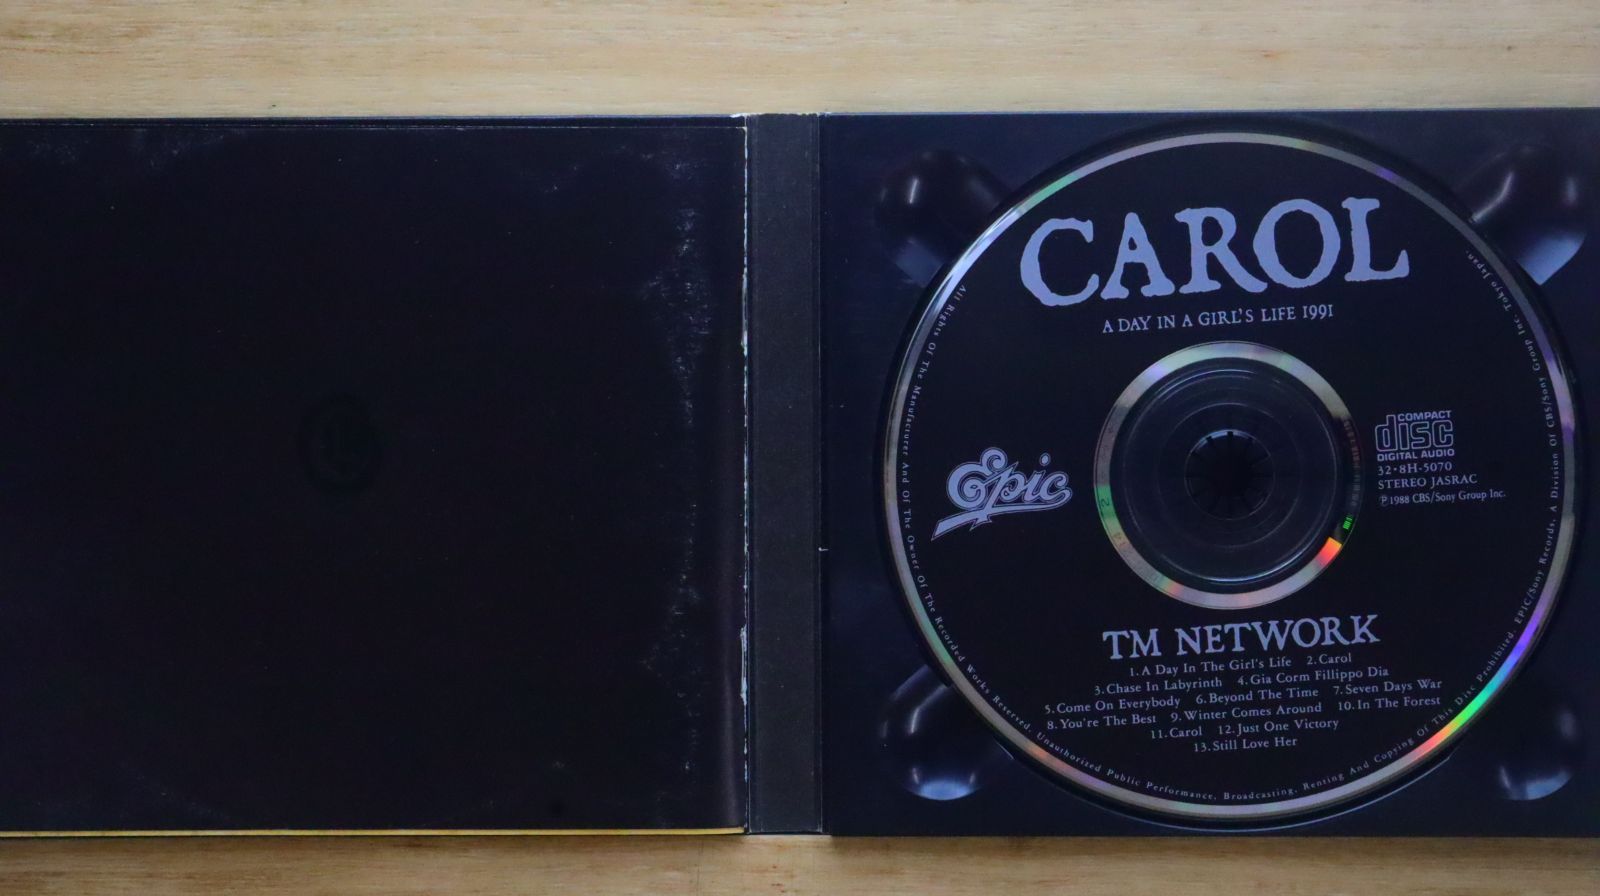 CAROL
A DAY IN A GIRL'S LIFE 1991
Epic
COMPACT
disc
DIGITAL AUDIO
32·8H-5070
STEREO JASRAC
Ⓟ1988 CBS/Sony Group Inc.
TM NETWORK
1.A Day In The Girl's Life 2.Carol
3.Chase In Labyrinth 4.Gia Corm Fillippo Dia
5.Come On Everybody 6.Beyond The Time 7.Seven Days War
8.You're The Best 9.Winter Comes Around 10.In The Forest
11.Carol 12.Just One Victory
13.Still Love Her
All Rights Of The Manufacturer And Of The Owner Of The Recorded Works Reserved. Unauthorized Public Performance, Broadcasting, Renting And Copying Of This Disc Prohibited. EPIC/Sony Records, A Division Of CBS/Sony Group Inc. Tokyo Japan.